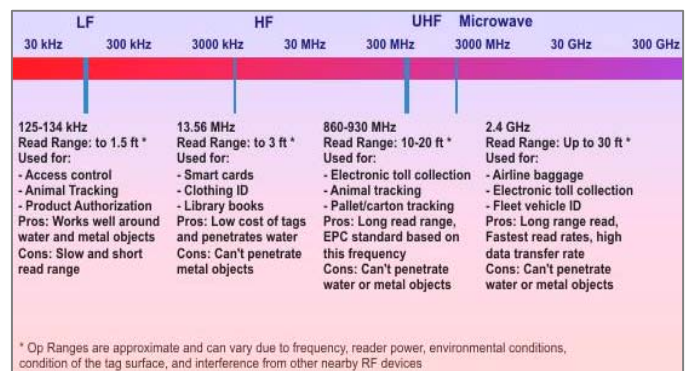 LF HF UHF Microwave
30 kHz 300 kHz 3000 kHz 30 MHz 300 MHz 3000 MHz 30 GHz 300 GHz
125-134 kHz
Read Range: to 1.5 ft *
Used for:
- Access control
- Animal Tracking
- Product Authorization
Pros: Works well around
water and metal objects
Cons: Slow and short
read range
13.56 MHz
Read Range: to 3 ft *
Used for:
- Smart cards
- Clothing ID
- Library books
Pros: Low cost of tags
and penetrates water
Cons: Can't penetrate
metal objects
860-930 MHz
Read Range: 10-20 ft *
Used for:
- Electronic toll collection
- Animal tracking
- Pallet/carton tracking
Pros: Long read range,
EPC standard based on
this frequency
Cons: Can't penetrate
water or metal objects
2.4 GHz
Read Range: Up to 30 ft *
Used for:
- Airline baggage
- Electronic toll collection
- Fleet vehicle ID
Pros: Long range read,
Fastest read rates, high
data transfer rate
Cons: Can't penetrate
water or metal objects
* Op Ranges are approximate and can vary due to frequency, reader power, environmental conditions,
condition of the tag surface, and interference from other nearby RF devices